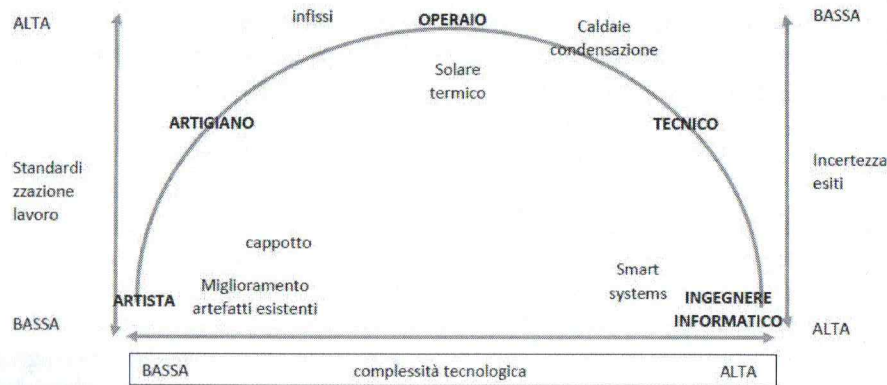 infissi
OPERAIO
ALTA
BASSA
Caldaie
condensazione
Solare
termico
ARTIGIANO
TECNICO
Standardi
zzazione
lavoro
Incertezza
esiti
cappotto
Smart
systems
Miglioramento
artefatti esistenti
ARTISTA
INGEGNERE
INFORMATICO
BASSA
ALTA
BASSA complessità tecnologica ALTA